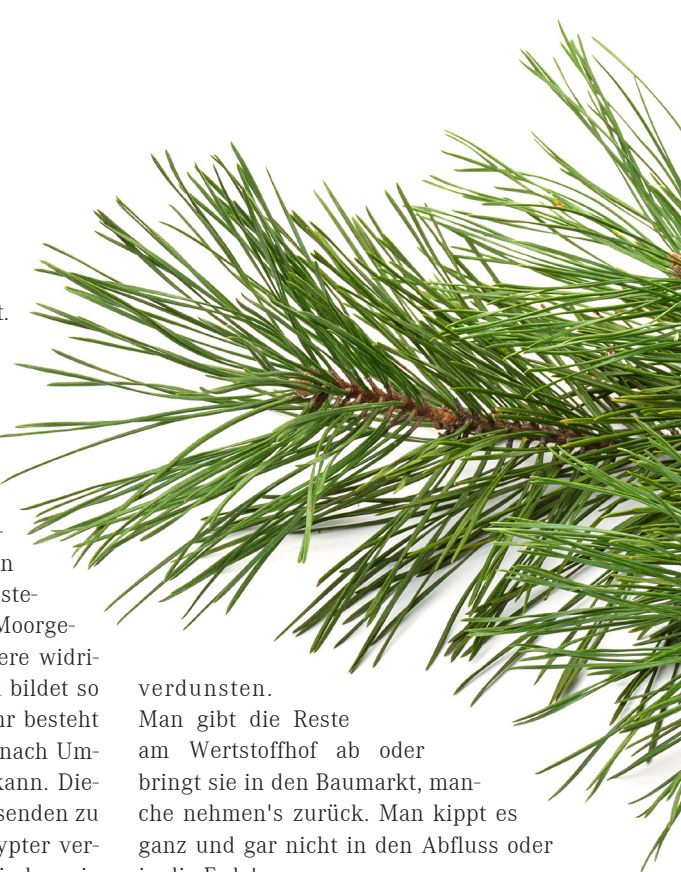 t.
-
n
ste-
Moorge-
ere widri-
bildet so
hr besteht
nach Um-
kann. Die-
senden zu
ypter ver-
verdunsten.
Man gibt die Reste
am Wertstoffhof ab oder
bringt sie in den Baumarkt, man-
che nehmen's zurück. Man kippt es
ganz und gar nicht in den Abfluss oder